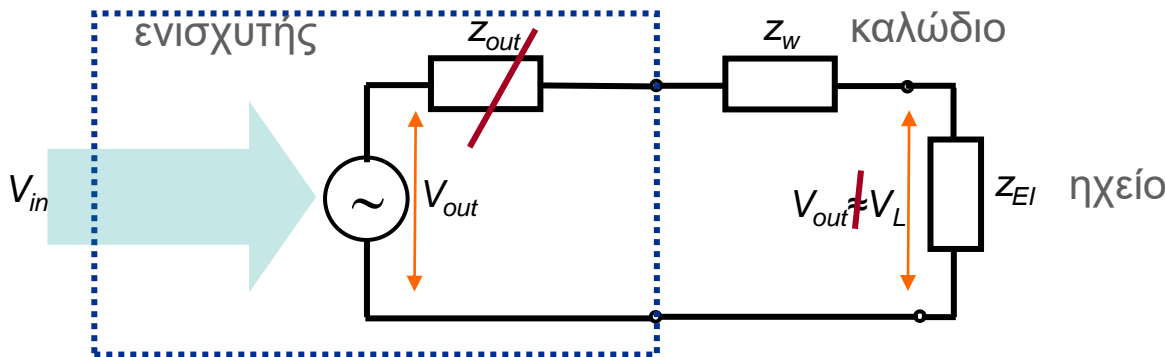 ενισχυτής
z_out
z_w
καλώδιο
V_in
~
V_out
V_out ≈ V_L
z_El
ηχείο